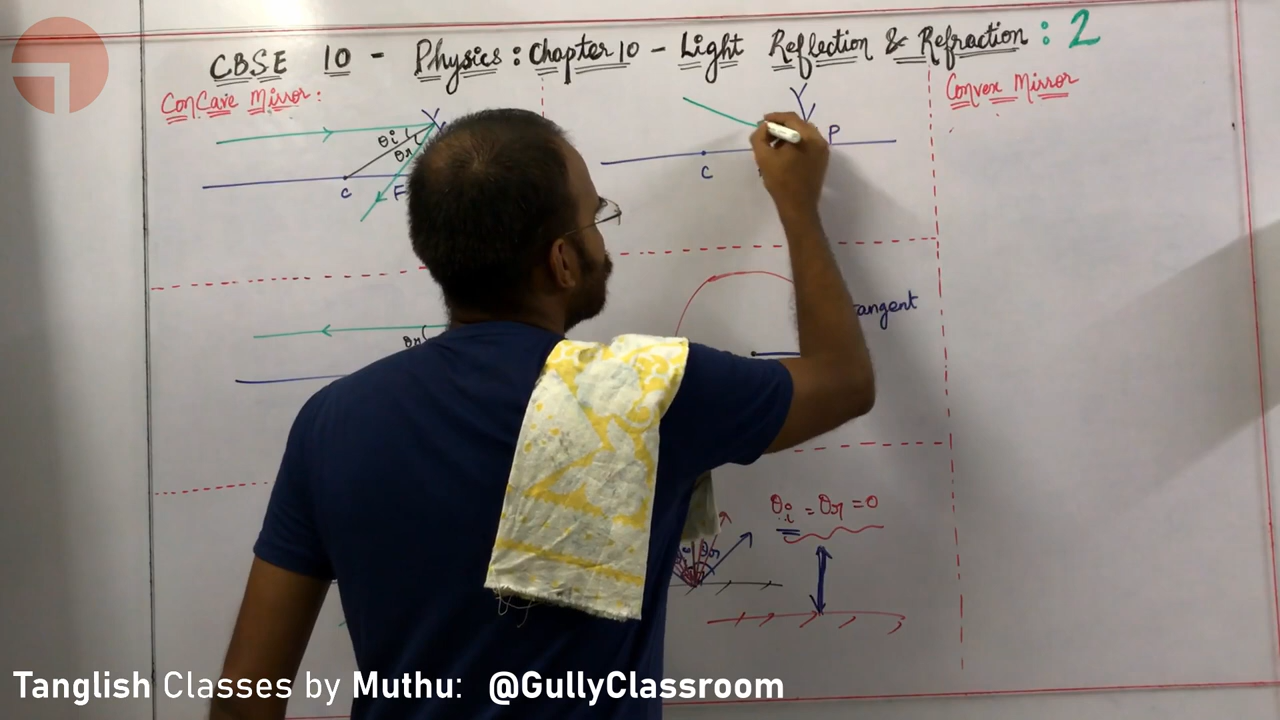 CBSE 10 - Physics : Chapter 10 - Light Reflection & Refraction : 2
ConCave Mirror :
Convex Mirror
θi
θr
C
F
C
P
θr
tangent
θi = θr = 0
Tanglish Classes by Muthu: @GullyClassroom